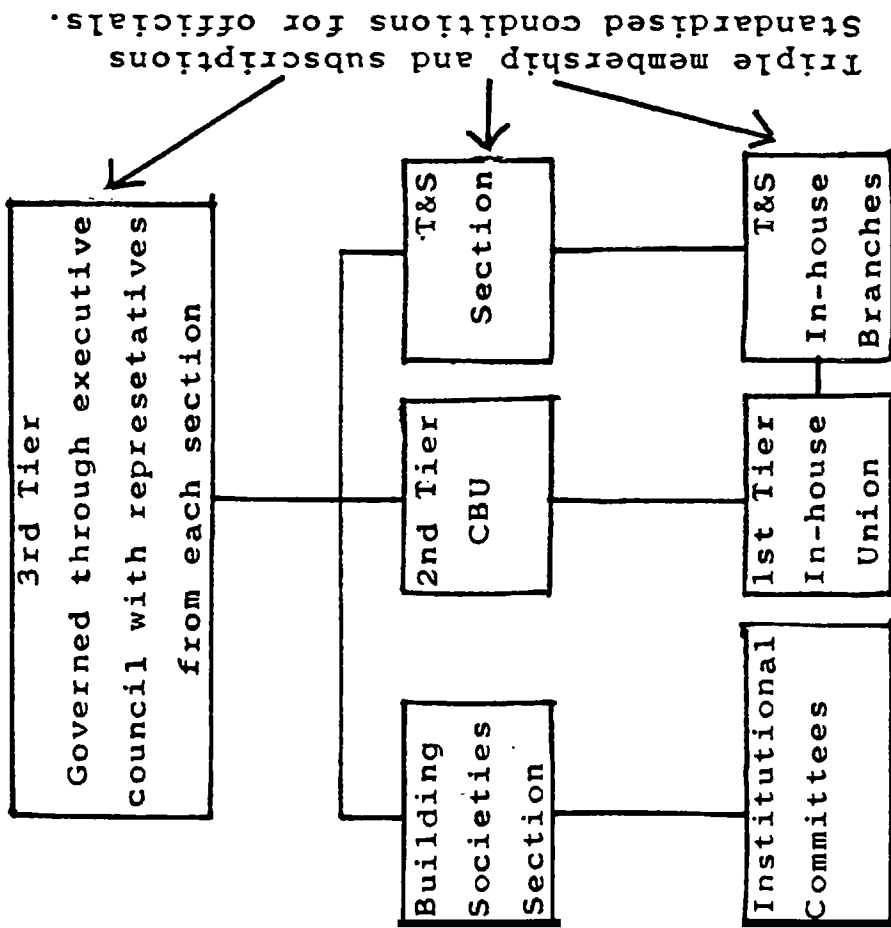 Triple membership and subscriptions
Standardised conditions for officials.
3rd Tier
Governed through executive
council with represetatives
from each section
Building
Societies
Section
2nd Tier
CBU
T&S
Section
Institutional
Committees
1st Tier
In-house
Union
T&S
In-house
Branches